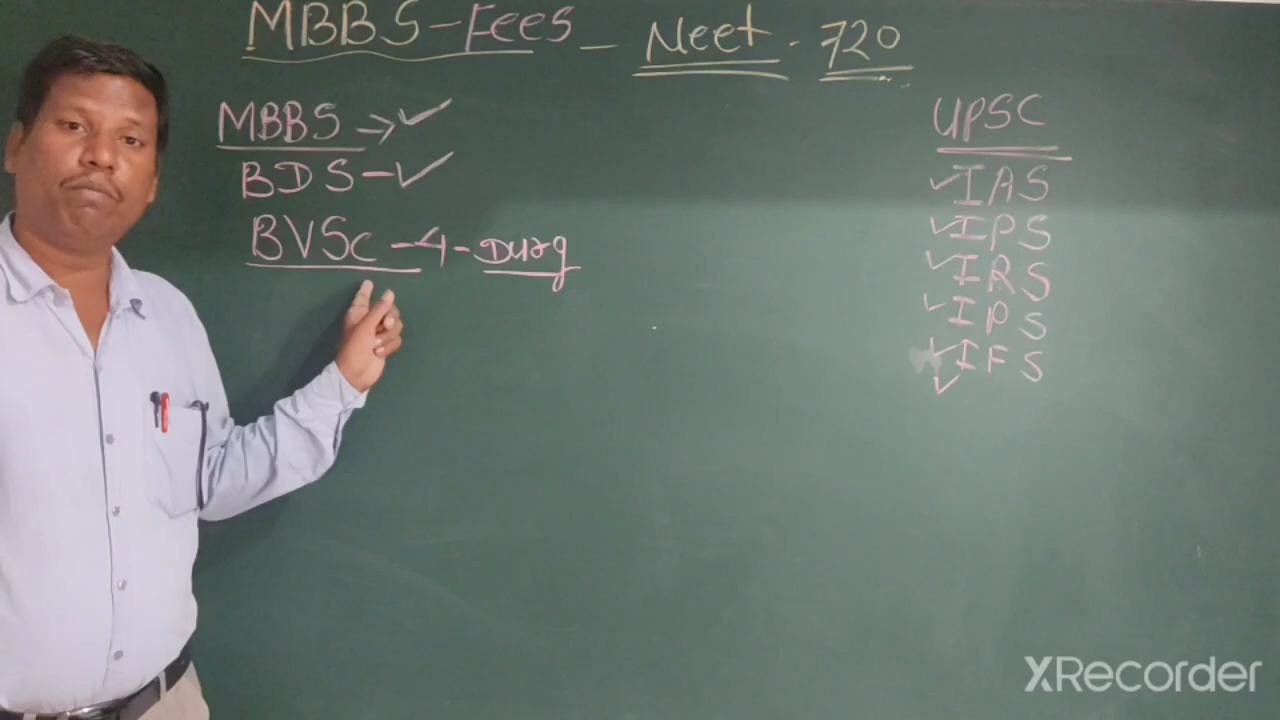 MBBS - Fees - Neet - 720
MBBS → ✓
BDS - ✓
BVSc - 4 - Durg
UPSC
✓ IAS
✓ IPS
✓ IRS
✓ IPS
✓ IFS
✓
XRecorder